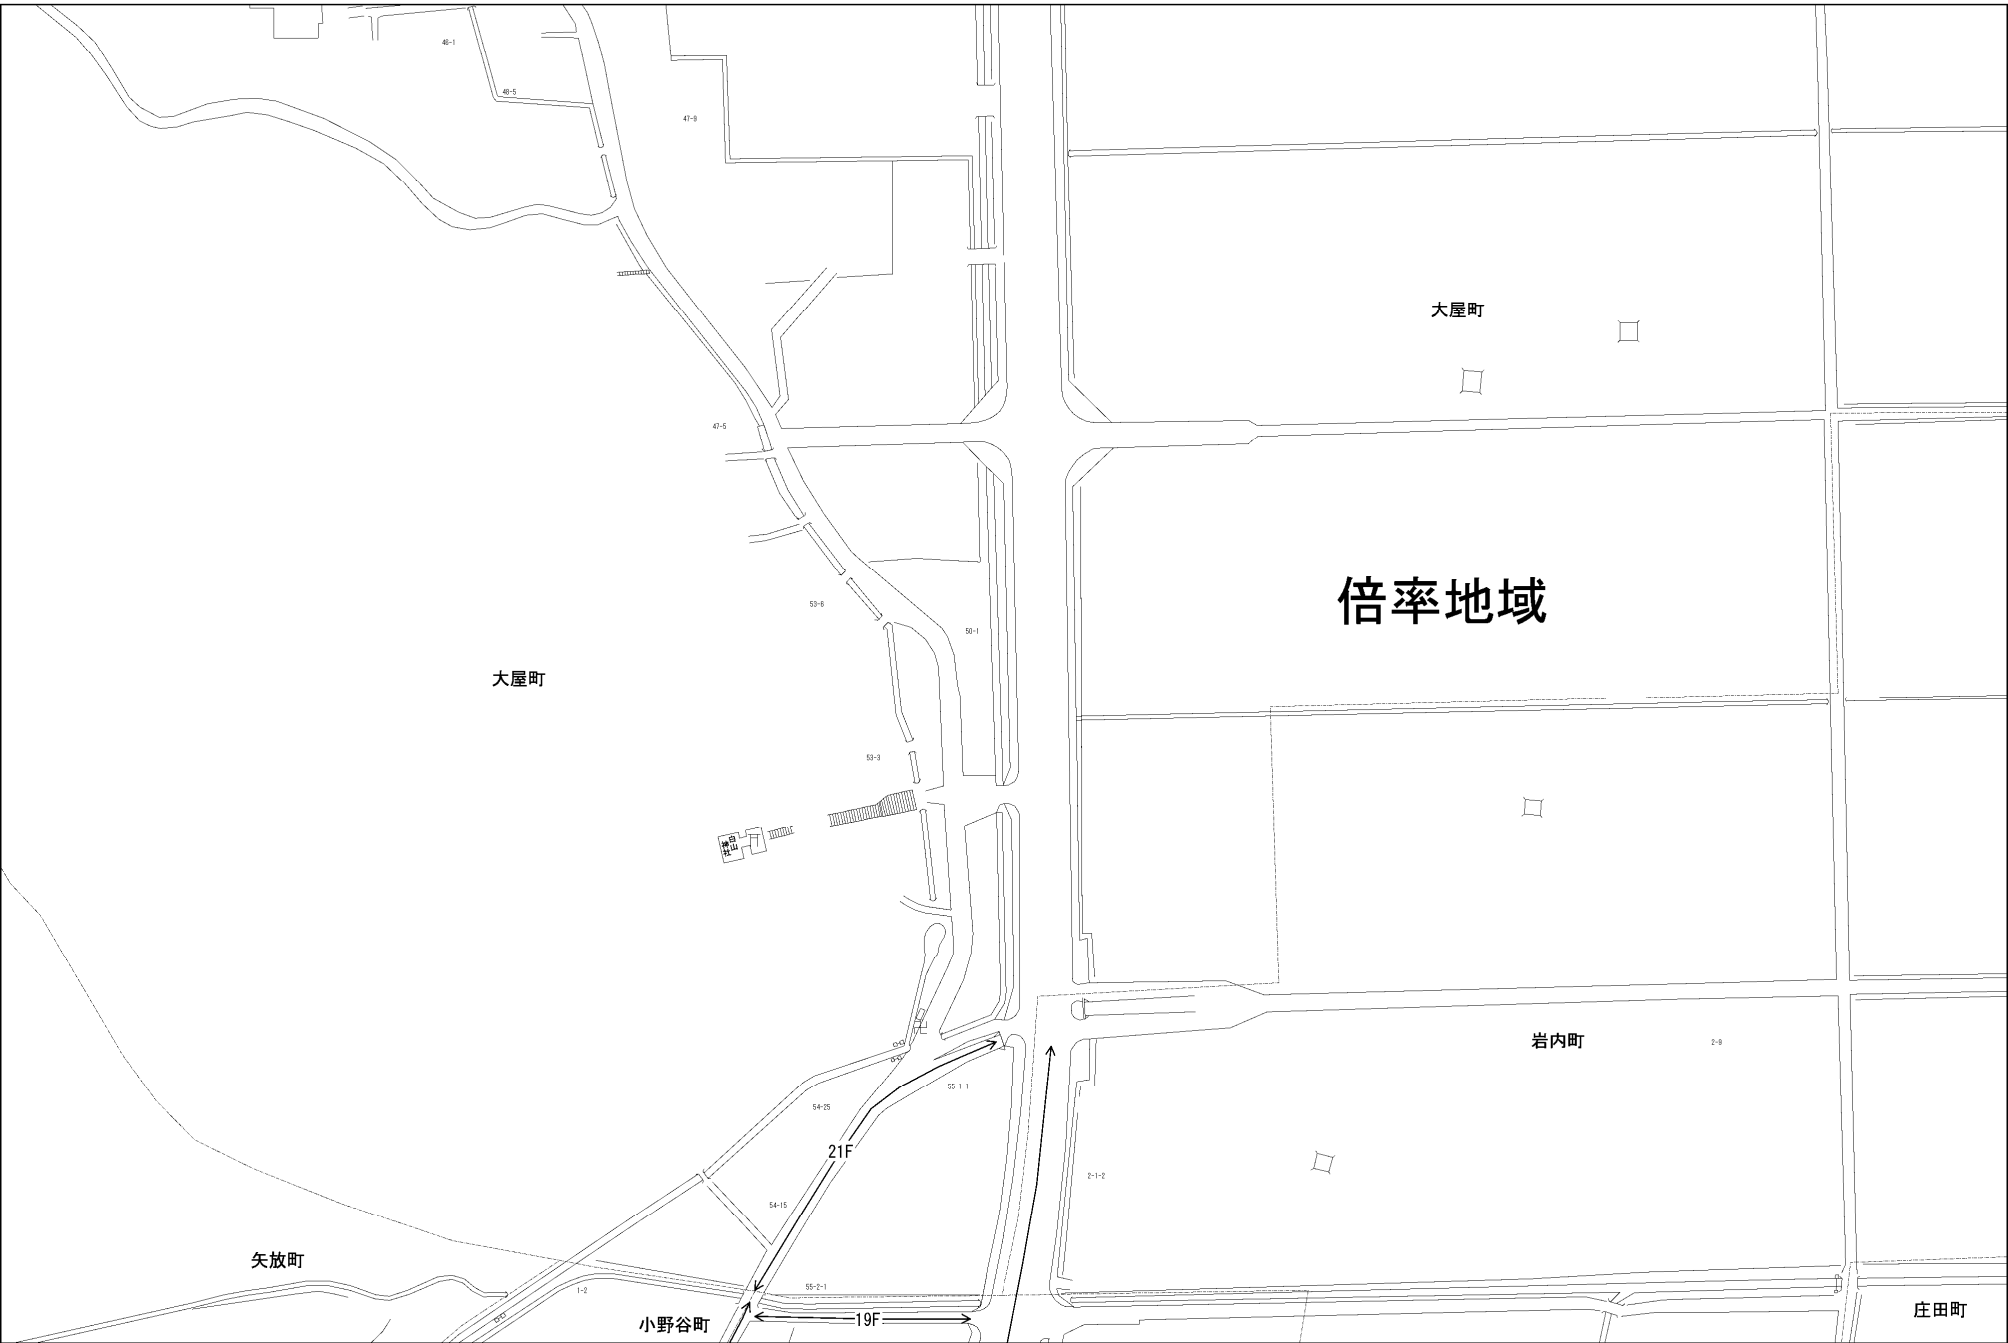 46-1
48-5
47-9
大屋町
47-5
倍率地域
53-6
50-1
大屋町
53-3
白山
神社
岩内町
2-9
55-1-1
54-25
21F
2-1-2
54-15
矢放町
55-2-1
1-2
庄田町
小野谷町
19F